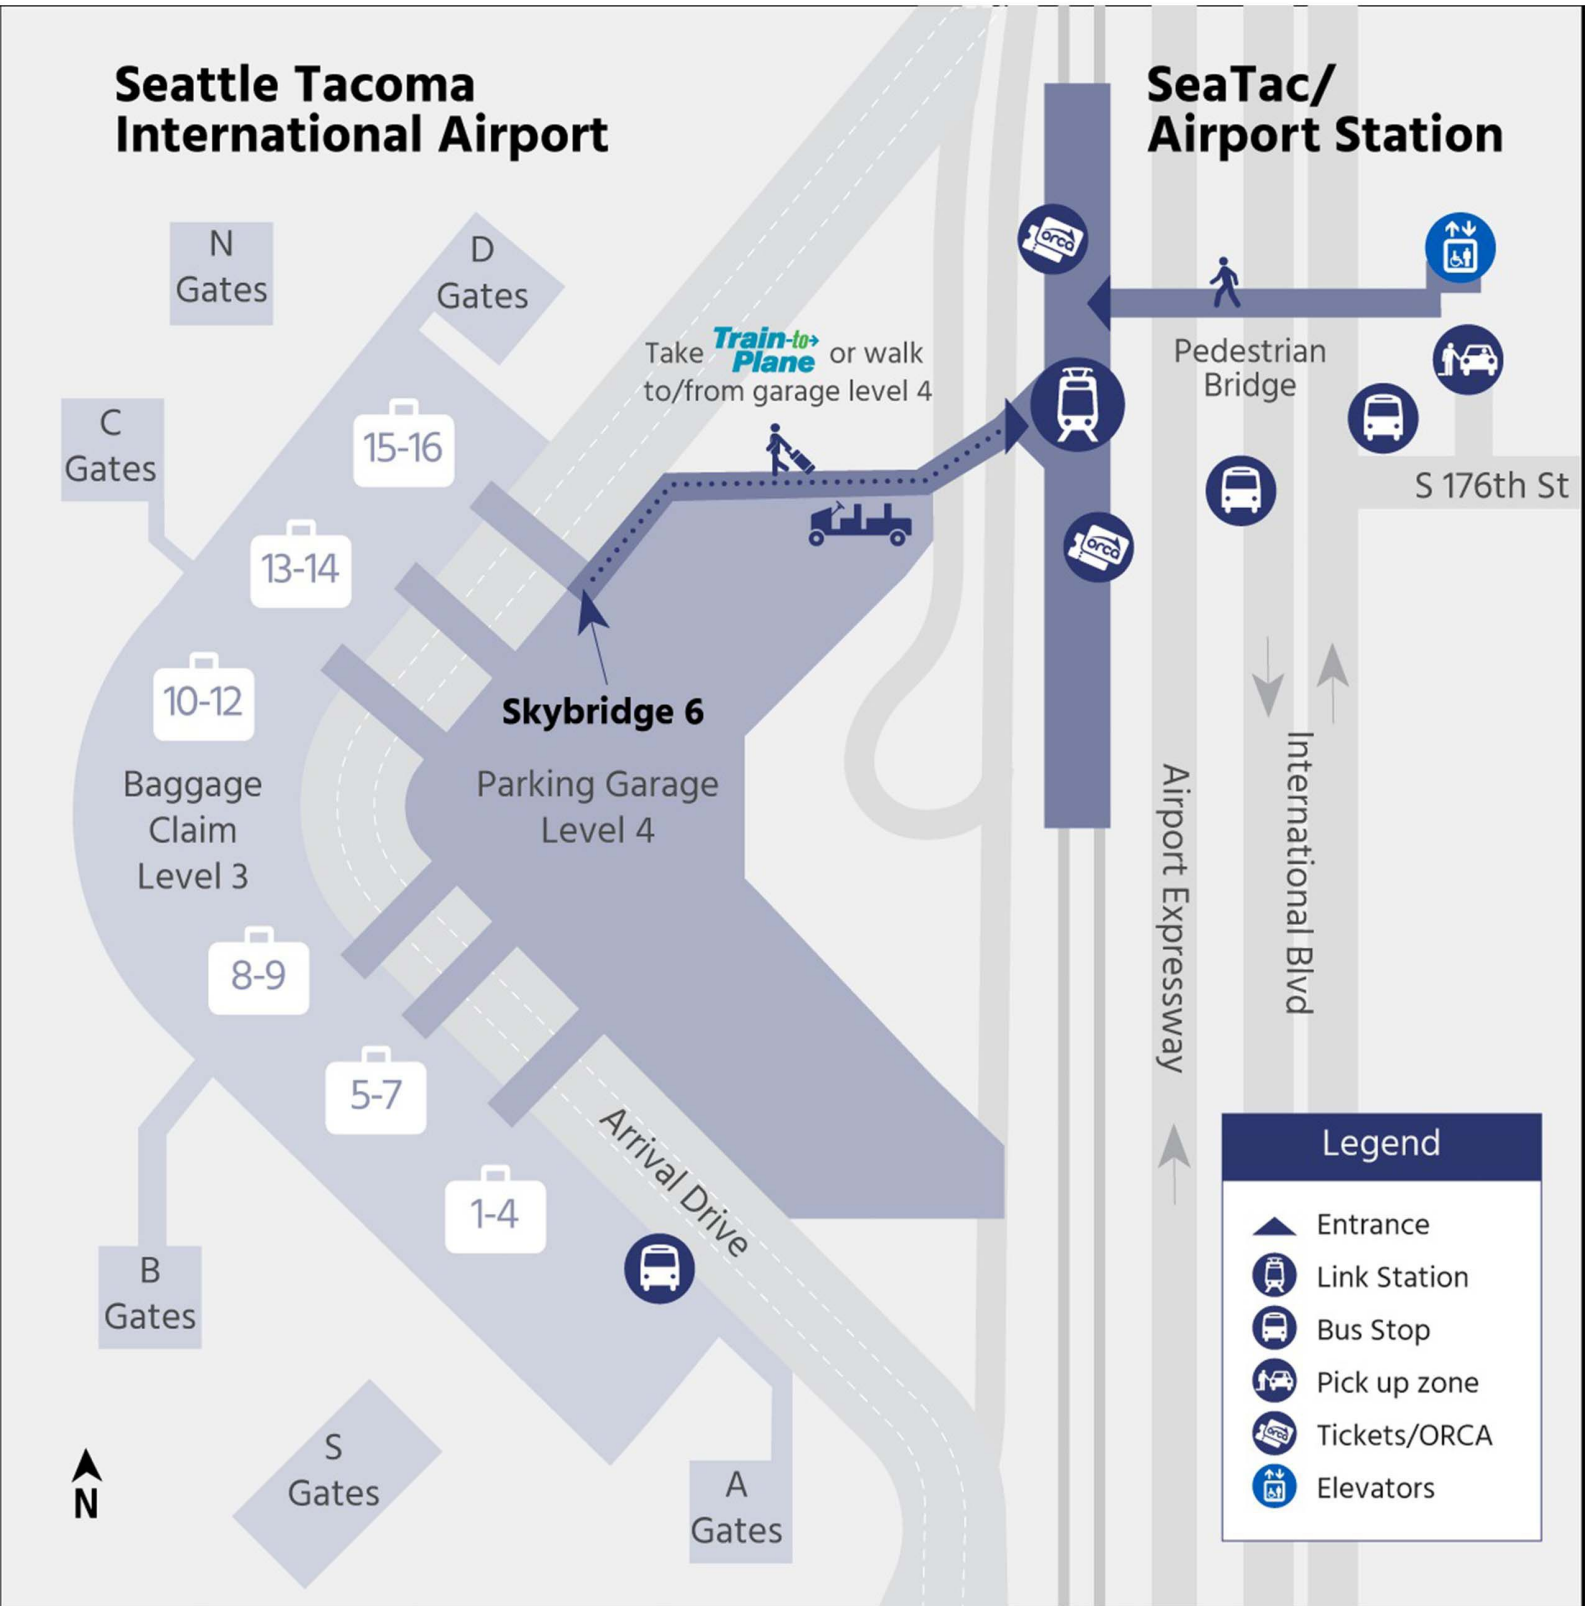 Seattle Tacoma
International Airport
SeaTac/
Airport Station
N
Gates
D
Gates
C
Gates
15-16
13-14
10-12
Baggage
Claim
Level 3
8-9
5-7
1-4
B
Gates
S
Gates
A
Gates
Take Train-to→ Plane or walk
to/from garage level 4
Skybridge 6
Parking Garage
Level 4
Arrival Drive
orca
orca
Pedestrian
Bridge
S 176th St
Airport Expressway
International Blvd
Legend
Entrance
Link Station
Bus Stop
Pick up zone
orca
Tickets/ORCA
Elevators
N